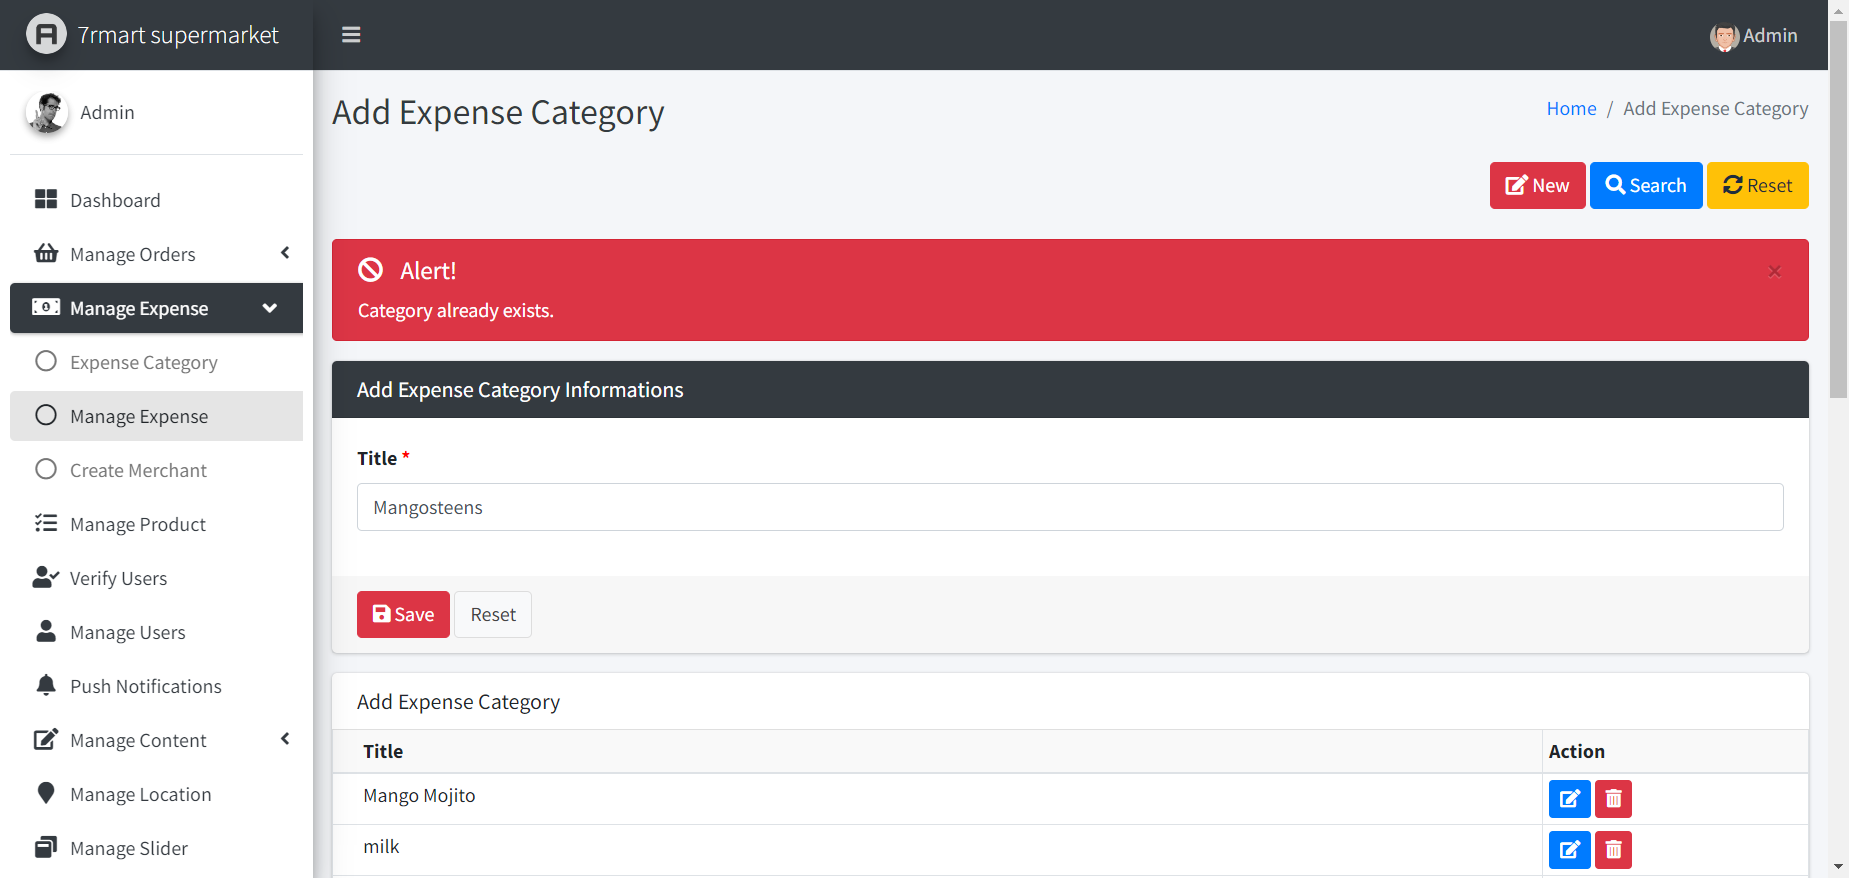 7rmart supermarket
Admin
Admin
Add Expense Category
Home / Add Expense Category
New
Search
Reset
Alert!
×
Category already exists.
Dashboard
Manage Orders
Manage Expense
Expense Category
Manage Expense
Create Merchant
Manage Product
Verify Users
Manage Users
Push Notifications
Manage Content
Manage Location
Manage Slider
Add Expense Category Informations
Title *
Mangosteens
Save
Reset
Add Expense Category
Title
Action
Mango Mojito
milk